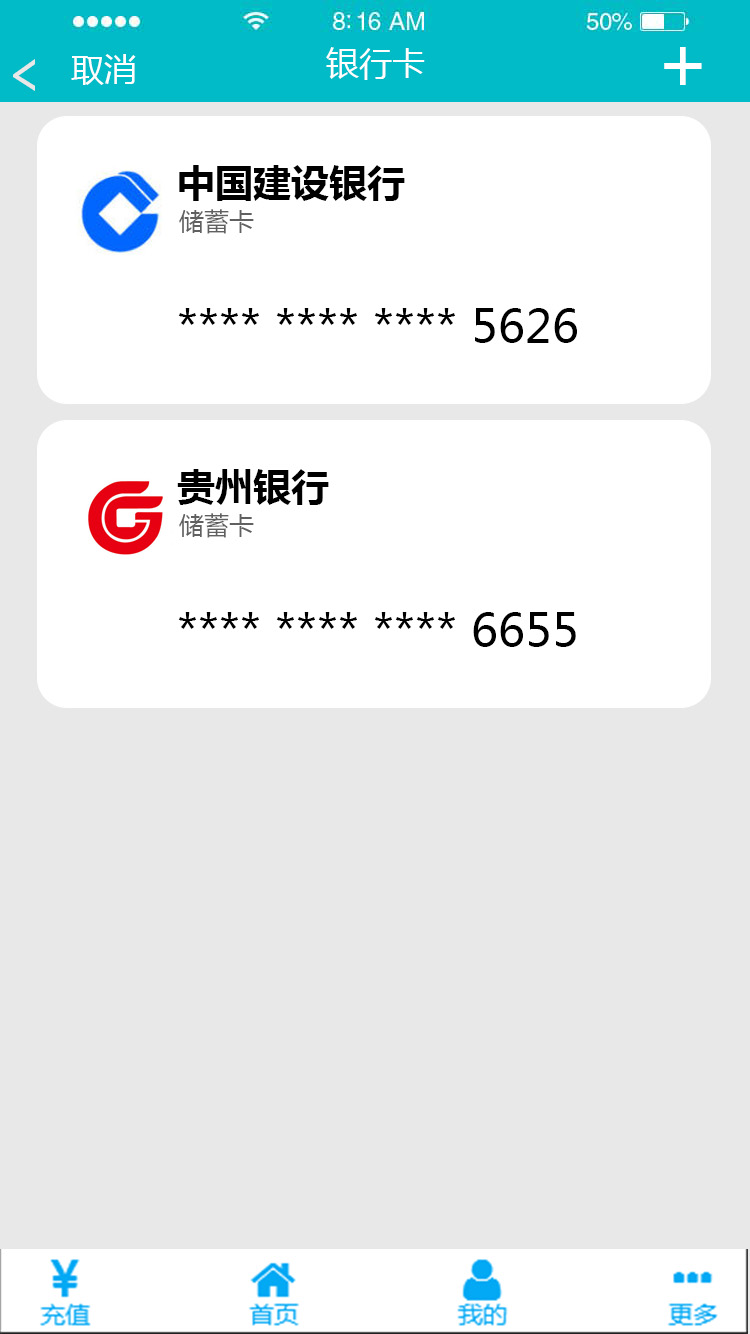 8:16 AM 50%
< 取消 银行卡 +
中国建设银行
储蓄卡
**** **** **** 5626
贵州银行
储蓄卡
**** **** **** 6655
¥
充值 首页 我的 更多